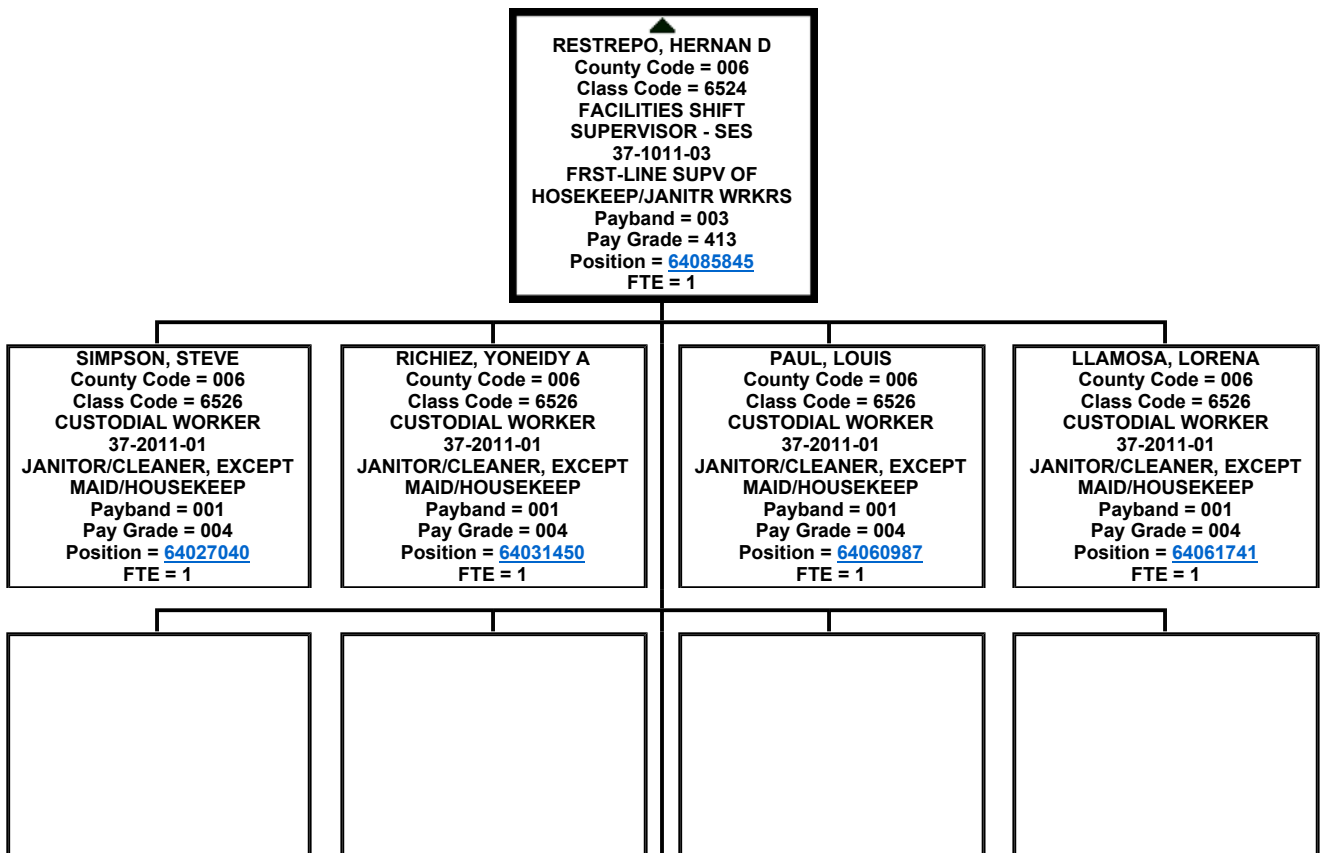 RESTREPO, HERNAN D
County Code = 006
Class Code = 6524
FACILITIES SHIFT
SUPERVISOR - SES
37-1011-03
FRST-LINE SUPV OF
HOSEKEEP/JANITR WRKRS
Payband = 003
Pay Grade = 413
Position = 64085845
FTE = 1
SIMPSON, STEVE
County Code = 006
Class Code = 6526
CUSTODIAL WORKER
37-2011-01
JANITOR/CLEANER, EXCEPT
MAID/HOUSEKEEP
Payband = 001
Pay Grade = 004
Position = 64027040
FTE = 1
RICHIEZ, YONEIDY A
County Code = 006
Class Code = 6526
CUSTODIAL WORKER
37-2011-01
JANITOR/CLEANER, EXCEPT
MAID/HOUSEKEEP
Payband = 001
Pay Grade = 004
Position = 64031450
FTE = 1
PAUL, LOUIS
County Code = 006
Class Code = 6526
CUSTODIAL WORKER
37-2011-01
JANITOR/CLEANER, EXCEPT
MAID/HOUSEKEEP
Payband = 001
Pay Grade = 004
Position = 64060987
FTE = 1
LLAMOSA, LORENA
County Code = 006
Class Code = 6526
CUSTODIAL WORKER
37-2011-01
JANITOR/CLEANER, EXCEPT
MAID/HOUSEKEEP
Payband = 001
Pay Grade = 004
Position = 64061741
FTE = 1